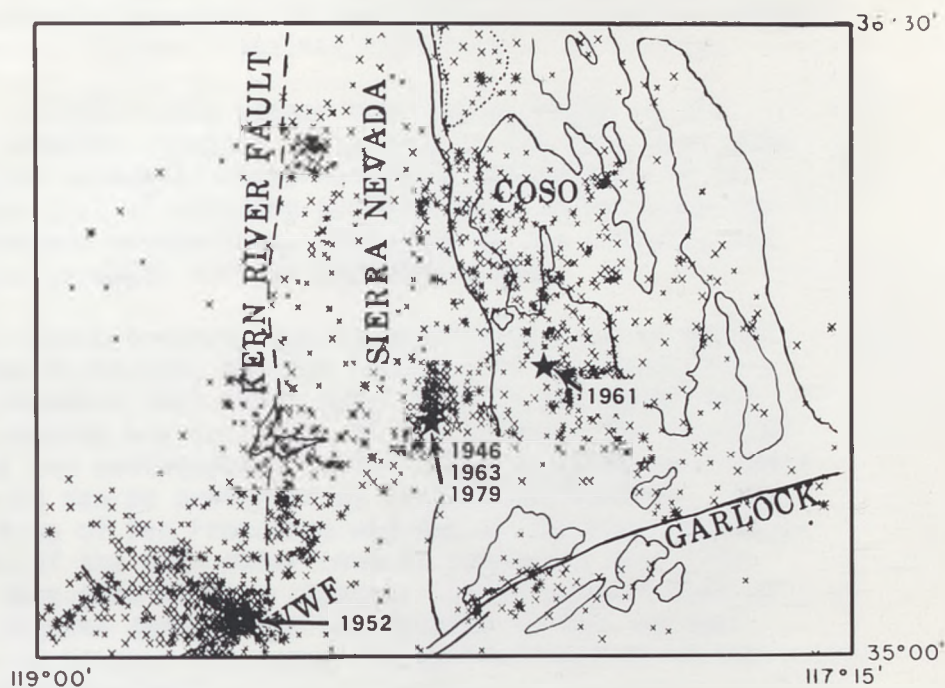 36°30'
KERN RIVER FAULT
SIERRA NEVADA
COSO
1961
1946
1963
1979
GARLOCK
WWF
1952
35°00'
119°00'
117°15'